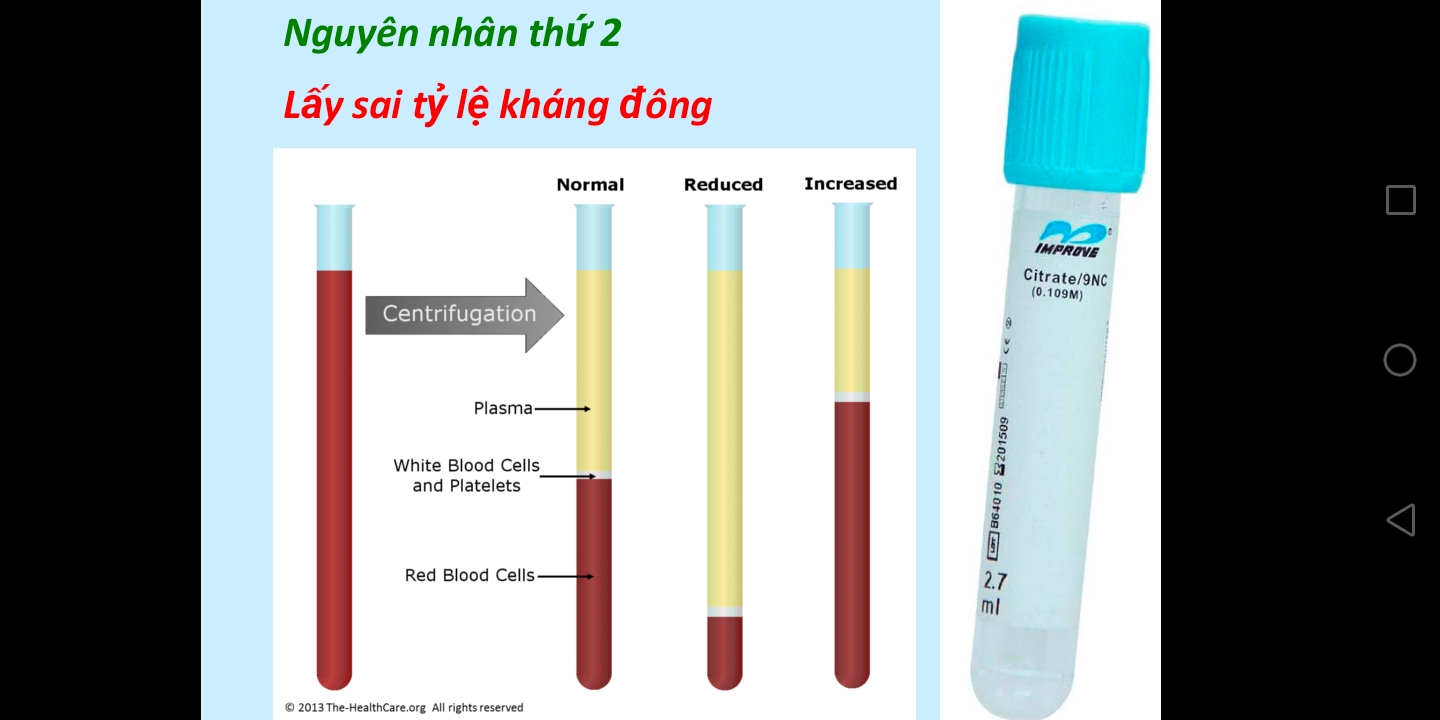 Nguyên nhân thứ 2
Lấy sai tỷ lệ kháng đông
Normal
Reduced
Increased
Centrifugation
Plasma
White Blood Cells
and Platelets
Red Blood Cells
© 2013 The-HealthCare.org All rights reserved
IMPROVE
Citrate/9NC
(0.109M)
LOT B64010 201509
2.7
ml